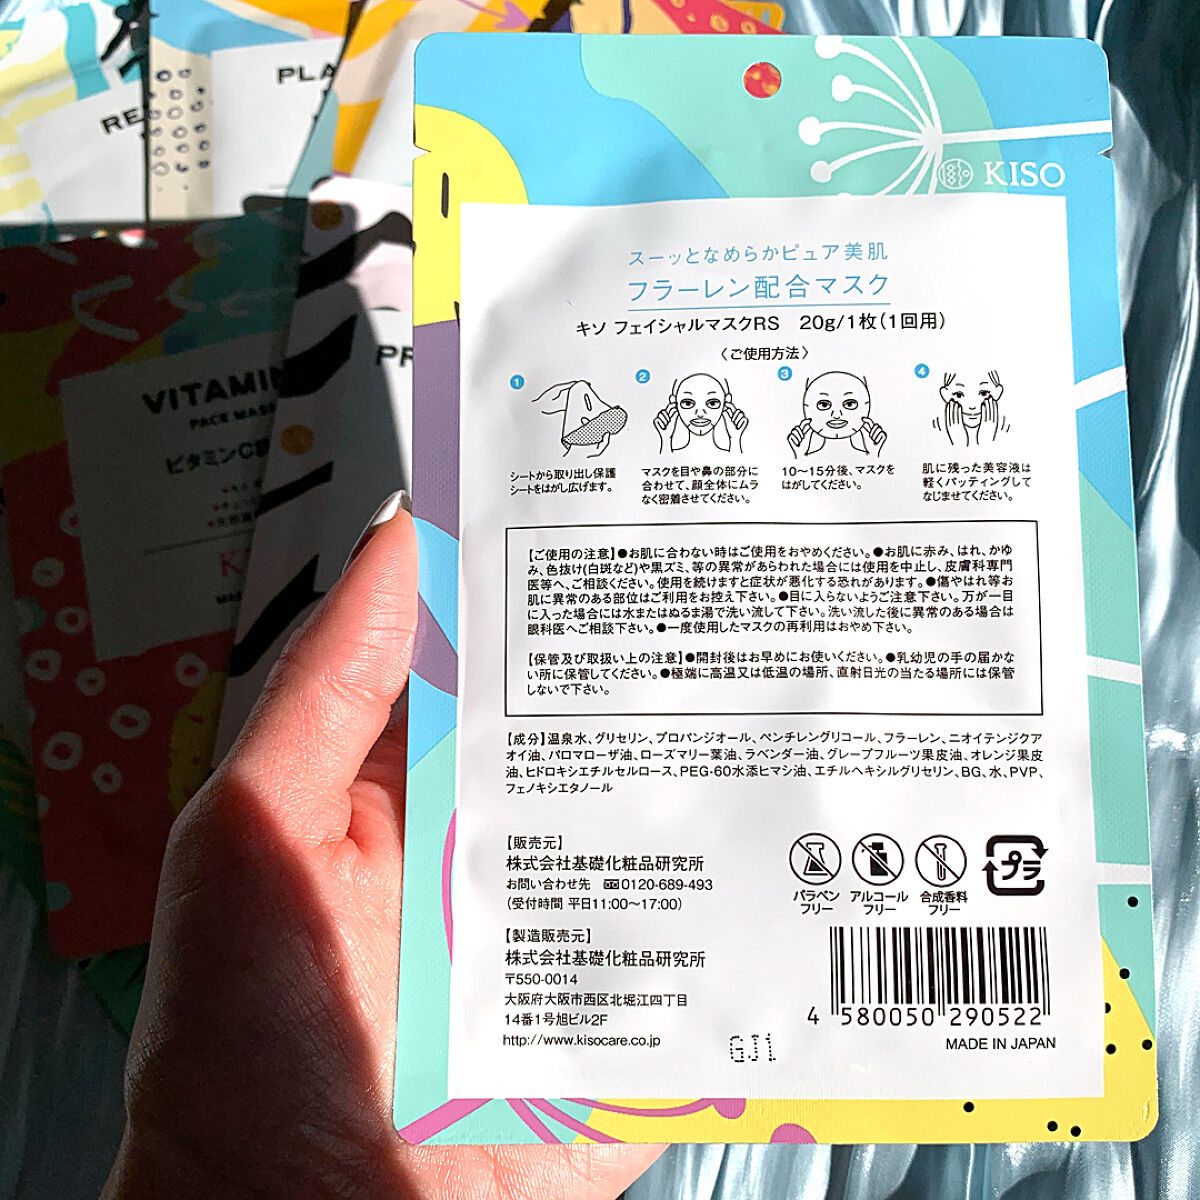 PLA
RE
KISO
スーッとなめらかピュア美肌
フラーレン配合マスク
キソ フェイシャルマスクRS 20g/1枚(1回用)
〈ご使用方法〉
1
シートから取り出し保護
シートをはがし広げます。
2
マスクを目や鼻の部分に
合わせて、顔全体にムラ
なく密着させてください。
3
10～15分後、マスクを
はがしてください。
4
肌に残った美容液は
軽くパッティングして
なじませてください。
【ご使用の注意】●お肌に合わない時はご使用をおやめください。●お肌に赤み、はれ、かゆ
み、色抜け(白斑など)や黒ズミ、等の異常があらわれた場合には使用を中止し、皮膚科専門
医等へ、ご相談ください。使用を続けますと症状が悪化する恐れがあります。●傷やはれ等お
肌に異常のある部位はご利用をお控え下さい。●目に入らないようご注意下さい。万が一目
に入った場合には水またはぬるま湯で洗い流して下さい。洗い流した後に異常のある場合は
眼科医へご相談下さい。●一度使用したマスクの再利用はおやめ下さい。
【保管及び取扱い上の注意】●開封後はお早めにお使いください。●乳幼児の手の届かな
い所に保管してください。●極端に高温又は低温の場所、直射日光の当たる場所には保管
しないで下さい。
【成分】温泉水、グリセリン、プロパンジオール、ペンチレングリコール、フラーレン、ニオイテンジクア
オイ油、パロマローザ油、ローズマリー葉油、ラベンダー油、グレープフルーツ果皮油、オレンジ果皮
油、ヒドロキシエチルセルロース、PEG-60水添ヒマシ油、エチルヘキシルグリセリン、BG、水、PVP、
フェノキシエタノール
【販売元】
株式会社基礎化粧品研究所
お問い合わせ先 0120-689-493
(受付時間 平日11:00～17:00)
【製造販売元】
株式会社基礎化粧品研究所
〒550-0014
大阪府大阪市西区北堀江四丁目
14番1号旭ビル2F
http://www.kisocare.co.jp
GJ1
パラベン
フリー
アルコール
フリー
合成香料
フリー
プラ
4 580050 290522
MADE IN JAPAN
PR
VITAMIN
FACE MASK
ビタミンC
K
MA